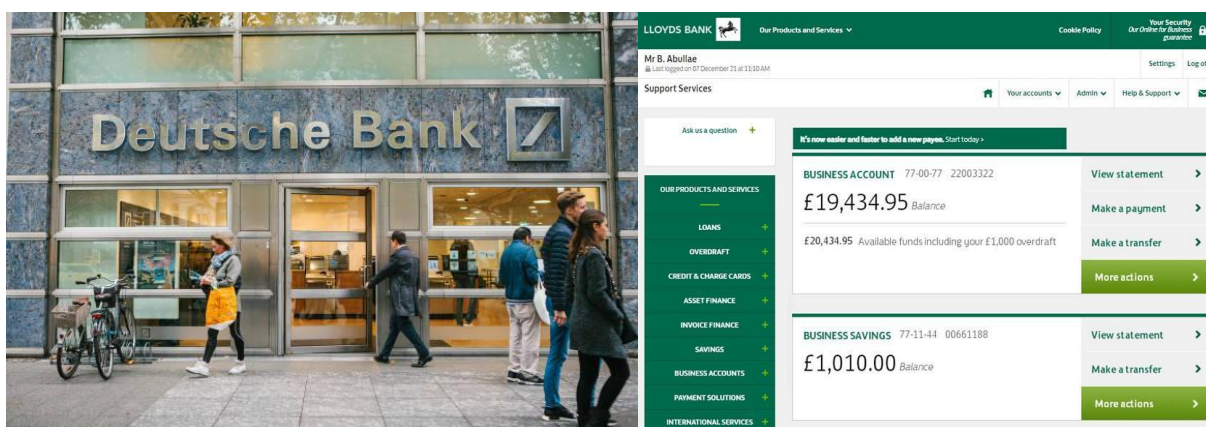 Deutsche Bank
LLOYDS BANK
Our Products and Services
Cookie Policy
Your Security
Our Online for Business
guarantee
Mr B. Abullae
Last logged on 07 December 21 at 11:10 AM
Settings
Support Services
Your accounts
Admin
Help & Support
Ask us a question +
It's now easier and faster to add a new payee. Start today >
OUR PRODUCTS AND SERVICES
LOANS +
OVERDRAFT +
CREDIT & CHARGE CARDS +
ASSET FINANCE +
INVOICE FINANCE +
SAVINGS +
BUSINESS ACCOUNTS +
PAYMENT SOLUTIONS +
INTERNATIONAL SERVICES +
BUSINESS ACCOUNT 77-00-77 22003322
£19,434.95 Balance
£20,434.95 Available funds including your £1,000 overdraft
View statement >
Make a payment >
Make a transfer >
More actions >
BUSINESS SAVINGS 77-11-44 00661188
£1,010.00 Balance
View statement >
Make a transfer >
More actions >